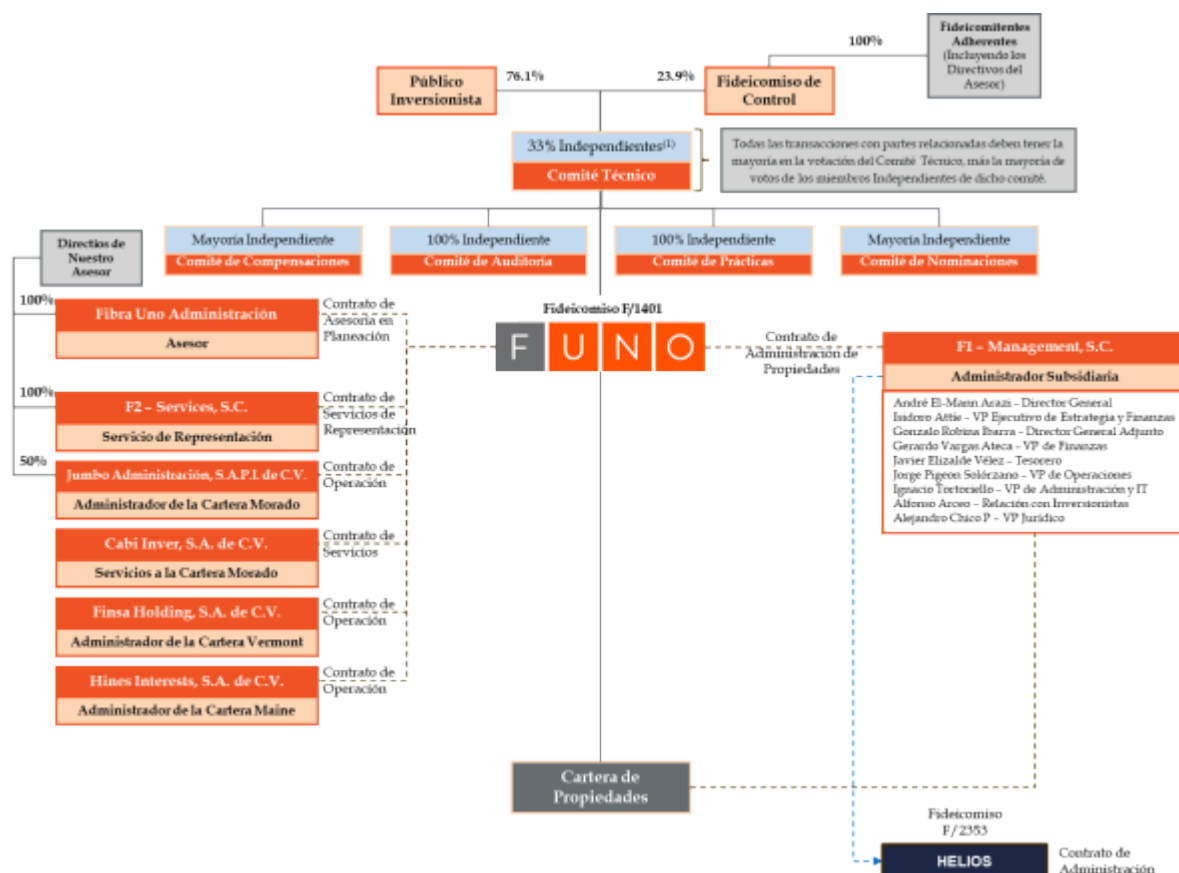 Fideicomitentes
Adherentes
(Incluyendo los
Directivos del
Asesor)
100%
Público
Inversionista
76.1%
23.9%
Fideicomiso de
Control
33% Independientes(1)
Comité Técnico
Todas las transacciones con partes relacionadas deben tener la
mayoría en la votación del Comité Técnico, más la mayoría de
votos de los miembros Independientes de dicho comité.
Directios de
Nuestro
Asesor
Mayoría Independiente
Comité de Compensaciones
100% Independiente
Comité de Auditoría
100% Independiente
Comité de Prácticas
Mayoría Independiente
Comité de Nominaciones
100%
Fibra Uno Administración
Asesor
Contrato de
Asesoría en
Planeación
Fideicomiso F/1401
FUNO
Contrato de
Administración de
Propiedades
F1 – Management, S.C.
Administrador Subsidiaria
André El-Mann Arazi – Director General
Isidoro Attie – VP Ejecutivo de Estrategia y Finanzas
Gonzalo Robina Ibarra – Director General Adjunto
Gerardo Vargas Ateca – VP de Finanzas
Javier Elizalde Vélez – Tesorero
Jorge Pigeon Solórzano – VP de Operaciones
Ignacio Tortoriello – VP de Administración y IT
Alfonso Arceo – Relación con Inversionistas
Alejandro Chico P – VP Jurídico
100%
F2 – Services, S.C.
Servicio de Representación
Contrato de
Servicios de
Representación
50%
Jumbo Administración, S.A.P.I. de C.V.
Administrador de la Cartera Morado
Contrato de
Operación
Cabi Inver, S.A. de C.V.
Servicios a la Cartera Morado
Contrato de
Servicios
Finsa Holding, S.A. de C.V.
Administrador de la Cartera Vermont
Contrato de
Operación
Hines Interests, S.A. de C.V.
Administrador de la Cartera Maine
Contrato de
Operación
Cartera de
Propiedades
Fideicomiso
F/2353
HELIOS
Contrato de
Administración